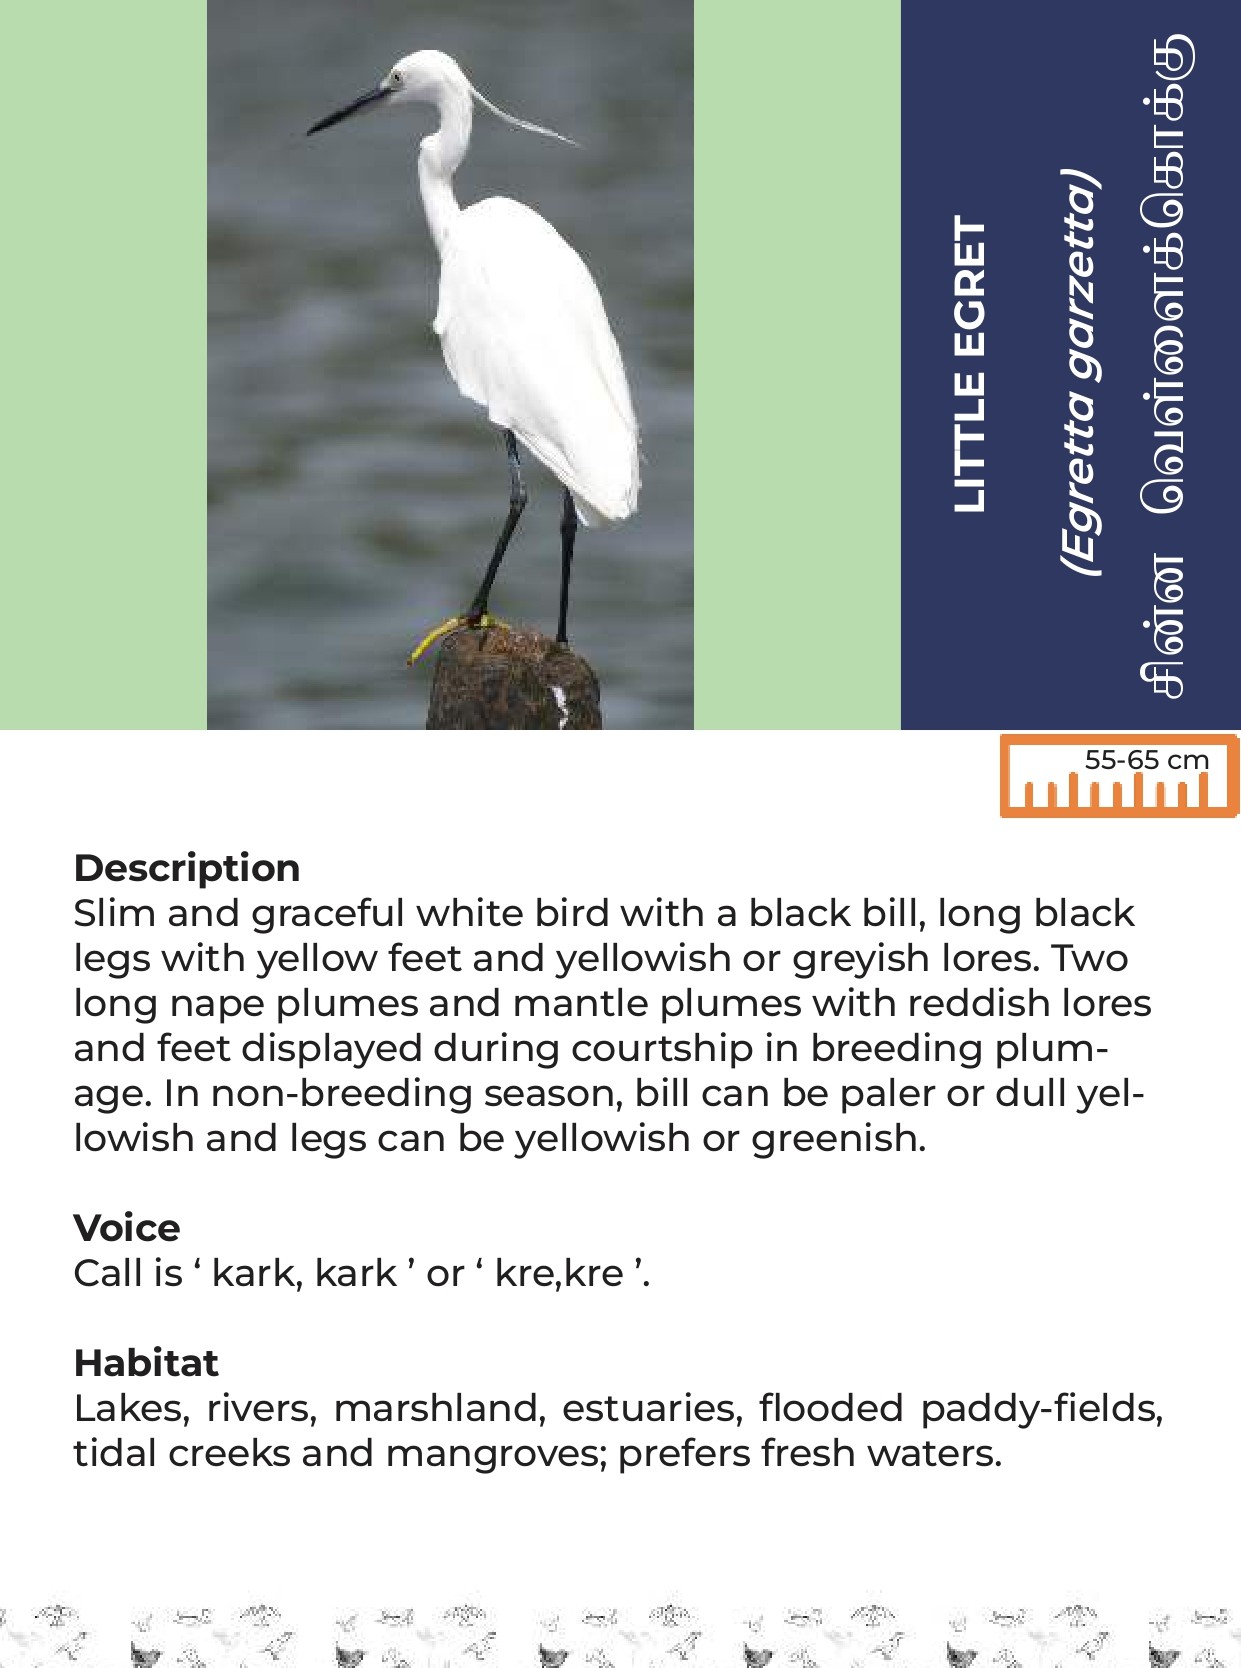 LITTLE EGRET
(Egretta garzetta)
சின்ன வெள்ளைக்கொக்கு
55-65 cm
Description
Slim and graceful white bird with a black bill, long black
legs with yellow feet and yellowish or greyish lores. Two
long nape plumes and mantle plumes with reddish lores
and feet displayed during courtship in breeding plum-
age. In non-breeding season, bill can be paler or dull yel-
lowish and legs can be yellowish or greenish.
Voice
Call is ‘ kark, kark ’ or ‘ kre,kre ’.
Habitat
Lakes, rivers, marshland, estuaries, flooded paddy-fields,
tidal creeks and mangroves; prefers fresh waters.